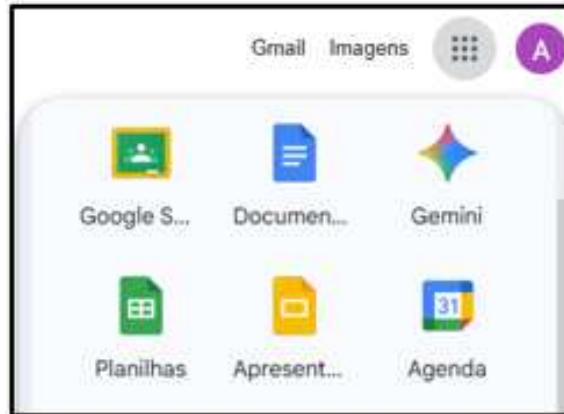 Gmail Imagens A
Google S... Documen... Gemini
31
Planilhas Apresent... Agenda